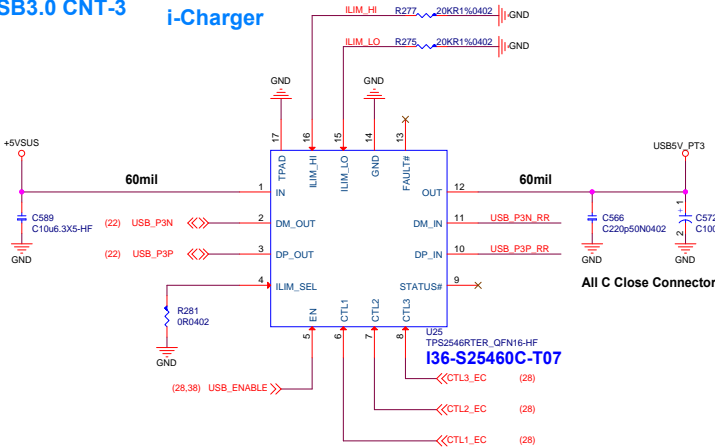 SB3.0 CNT-3
i-Charger
ILIM_HI R277 20KR1%0402 GND
ILIM_LO R275 20KR1%0402 GND
GND GND
17 16 15 14 13
TPAD ILIM_HI ILIM_LO GND FAULT#
+5VSUS USB5V_PT3
60mil 1 IN OUT 12 60mil
C589
C10u6.3X5-HF
GND
(22) USB_P3N 2 DM_OUT DM_IN 11 USB_P3N_RR
(22) USB_P3P 3 DP_OUT DP_IN 10 USB_P3P_RR
C566
C220p50N0402
GND
+ 1 C572
2 C100
GND
All C Close Connector
4 ILIM_SEL STATUS# 9
R281
0R0402
GND
EN CTL1 CTL2 CTL3
5 6 7 8
U25
TPS2546RTER_QFN16-HF
I36-S25460C-T07
(28,38) USB_ENABLE
CTL3_EC (28)
CTL2_EC (28)
CTL1_EC (28)